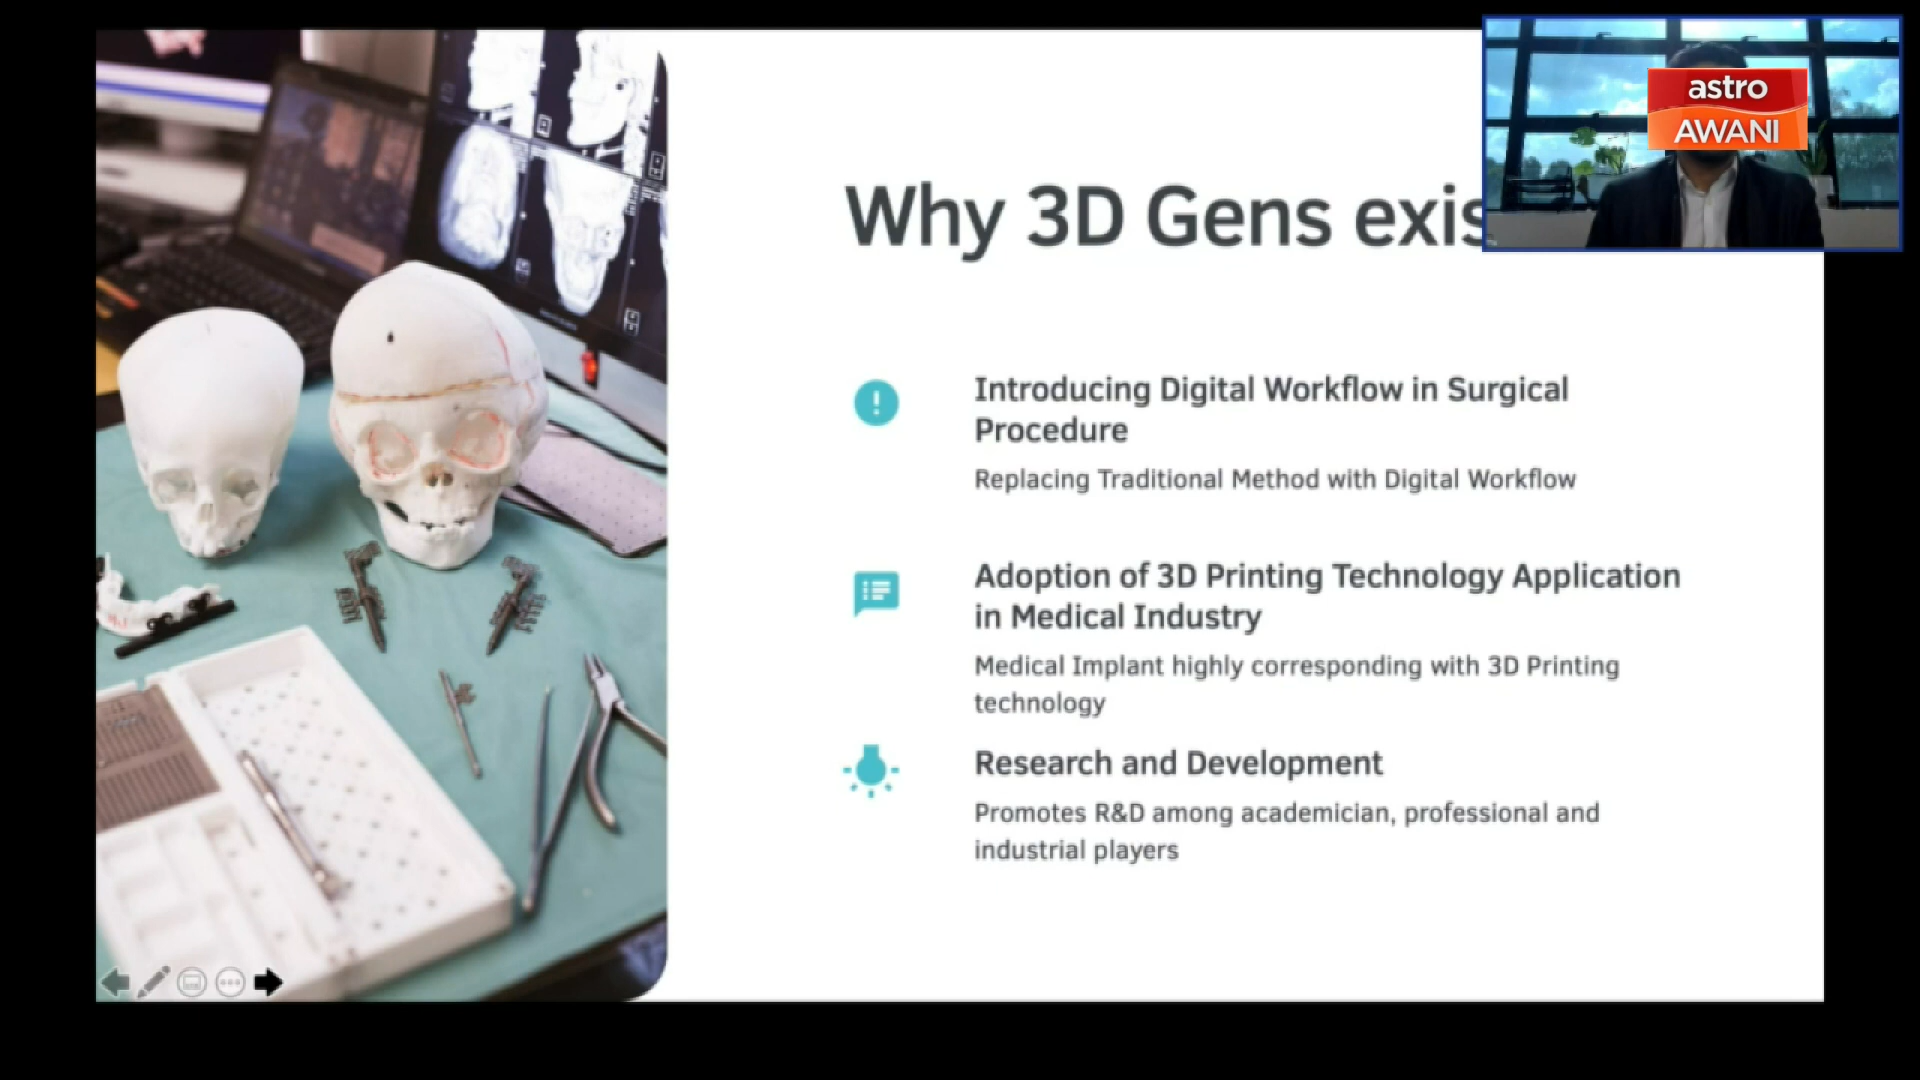 astro
AWANI
Why 3D Gens exis
Introducing Digital Workflow in Surgical
Procedure
Replacing Traditional Method with Digital Workflow
Adoption of 3D Printing Technology Application
in Medical Industry
Medical Implant highly corresponding with 3D Printing
technology
Research and Development
Promotes R&D among academician, professional and
industrial players